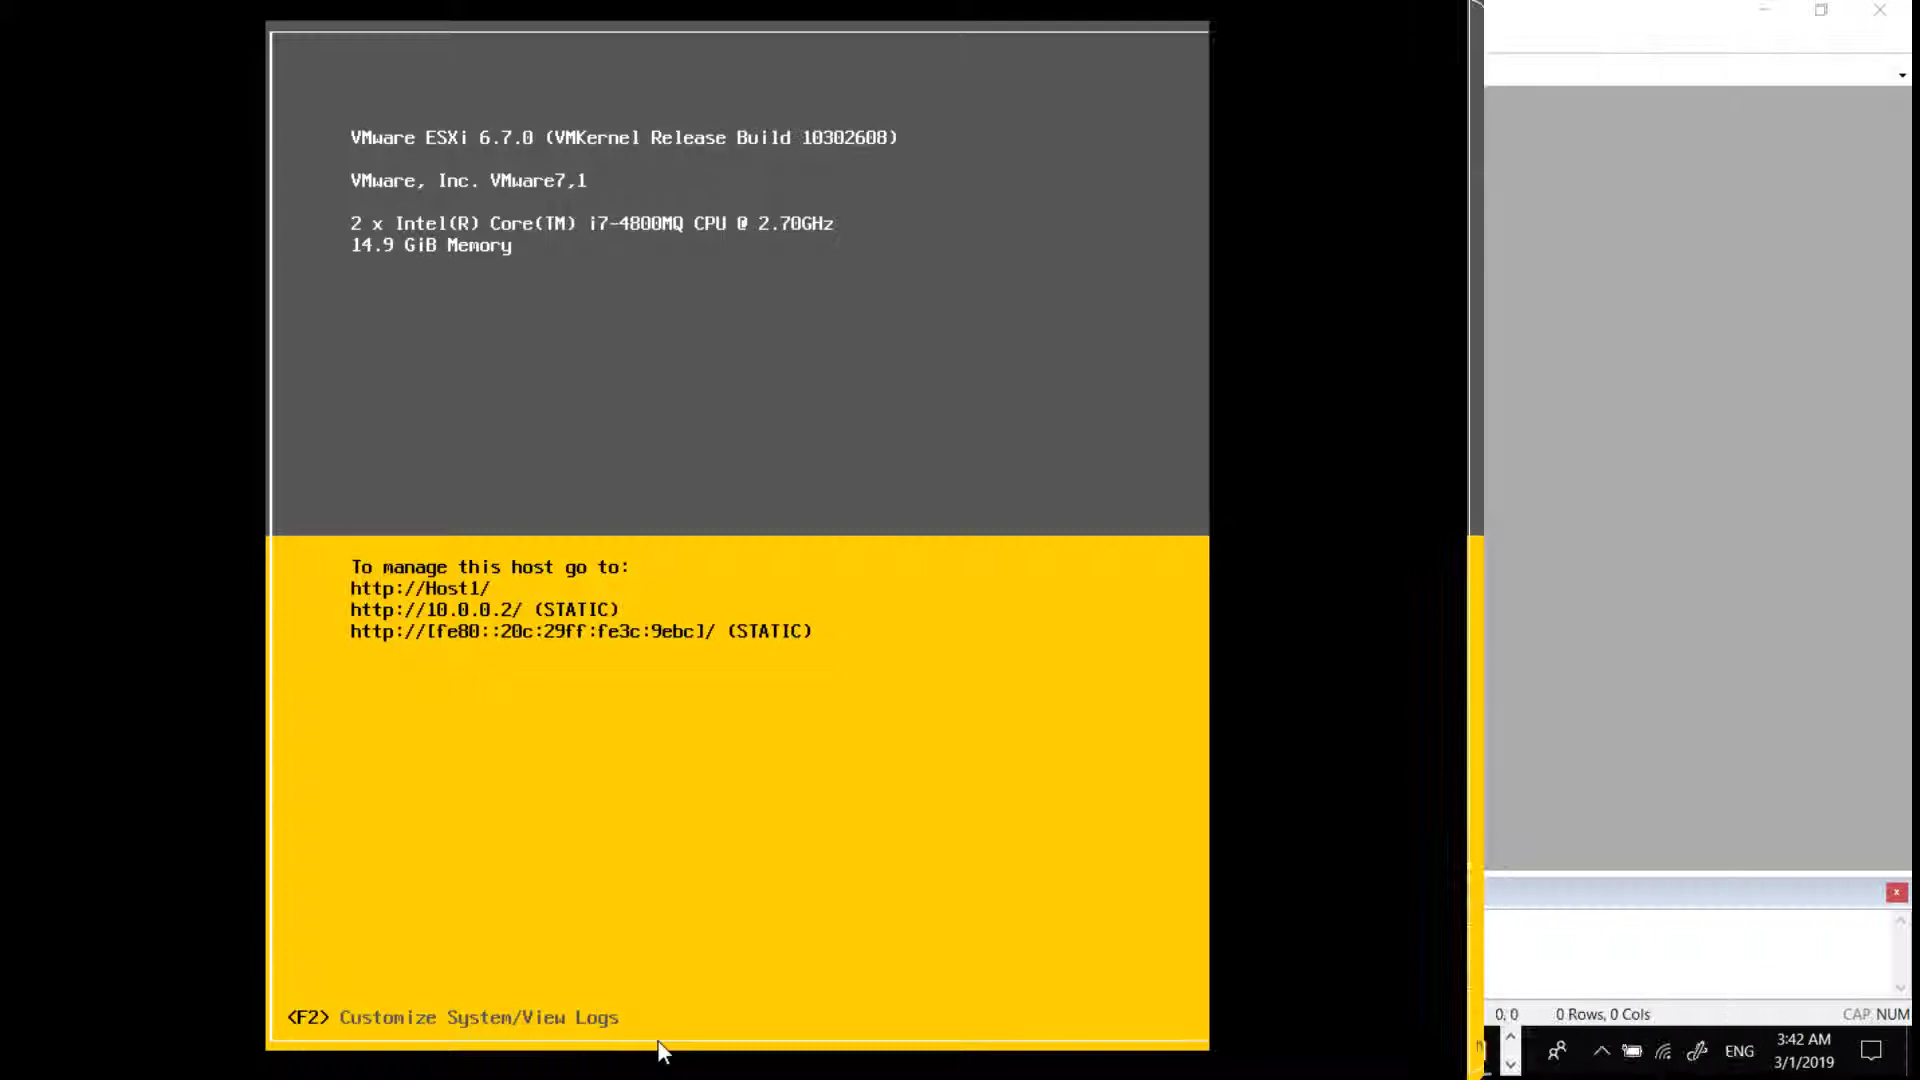 VMware ESXi 6.7.0 (VMKernel Release Build 10302608)
VMware, Inc. VMware7,1
2 x Intel(R) Core(TM) i7-4800MQ CPU @ 2.70GHz
14.9 GiB Memory
To manage this host go to:
http://Host1/
http://10.0.0.2/ (STATIC)
http://[fe80::20c:29ff:fe3c:9ebc]/ (STATIC)
<F2> Customize System/View Logs
0, 0 0 Rows, 0 Cols CAP NUM
ENG
3:42 AM
3/1/2019